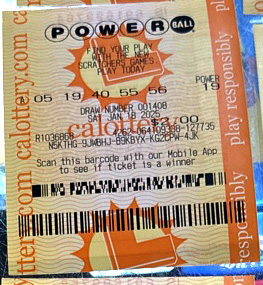 POWERBALL
FIND YOUR PLAY
WITH THE NEW
SCRATCHERS GAMES.
PLAY TODAY
05 19 40 55 56
POWER
19
DRAW NUMBER 001408
SAT JAN 18 2025
$2.00
calottery
Scan this barcode with our Mobile App
to see if ticket is a winner
calottery.com
play responsibly